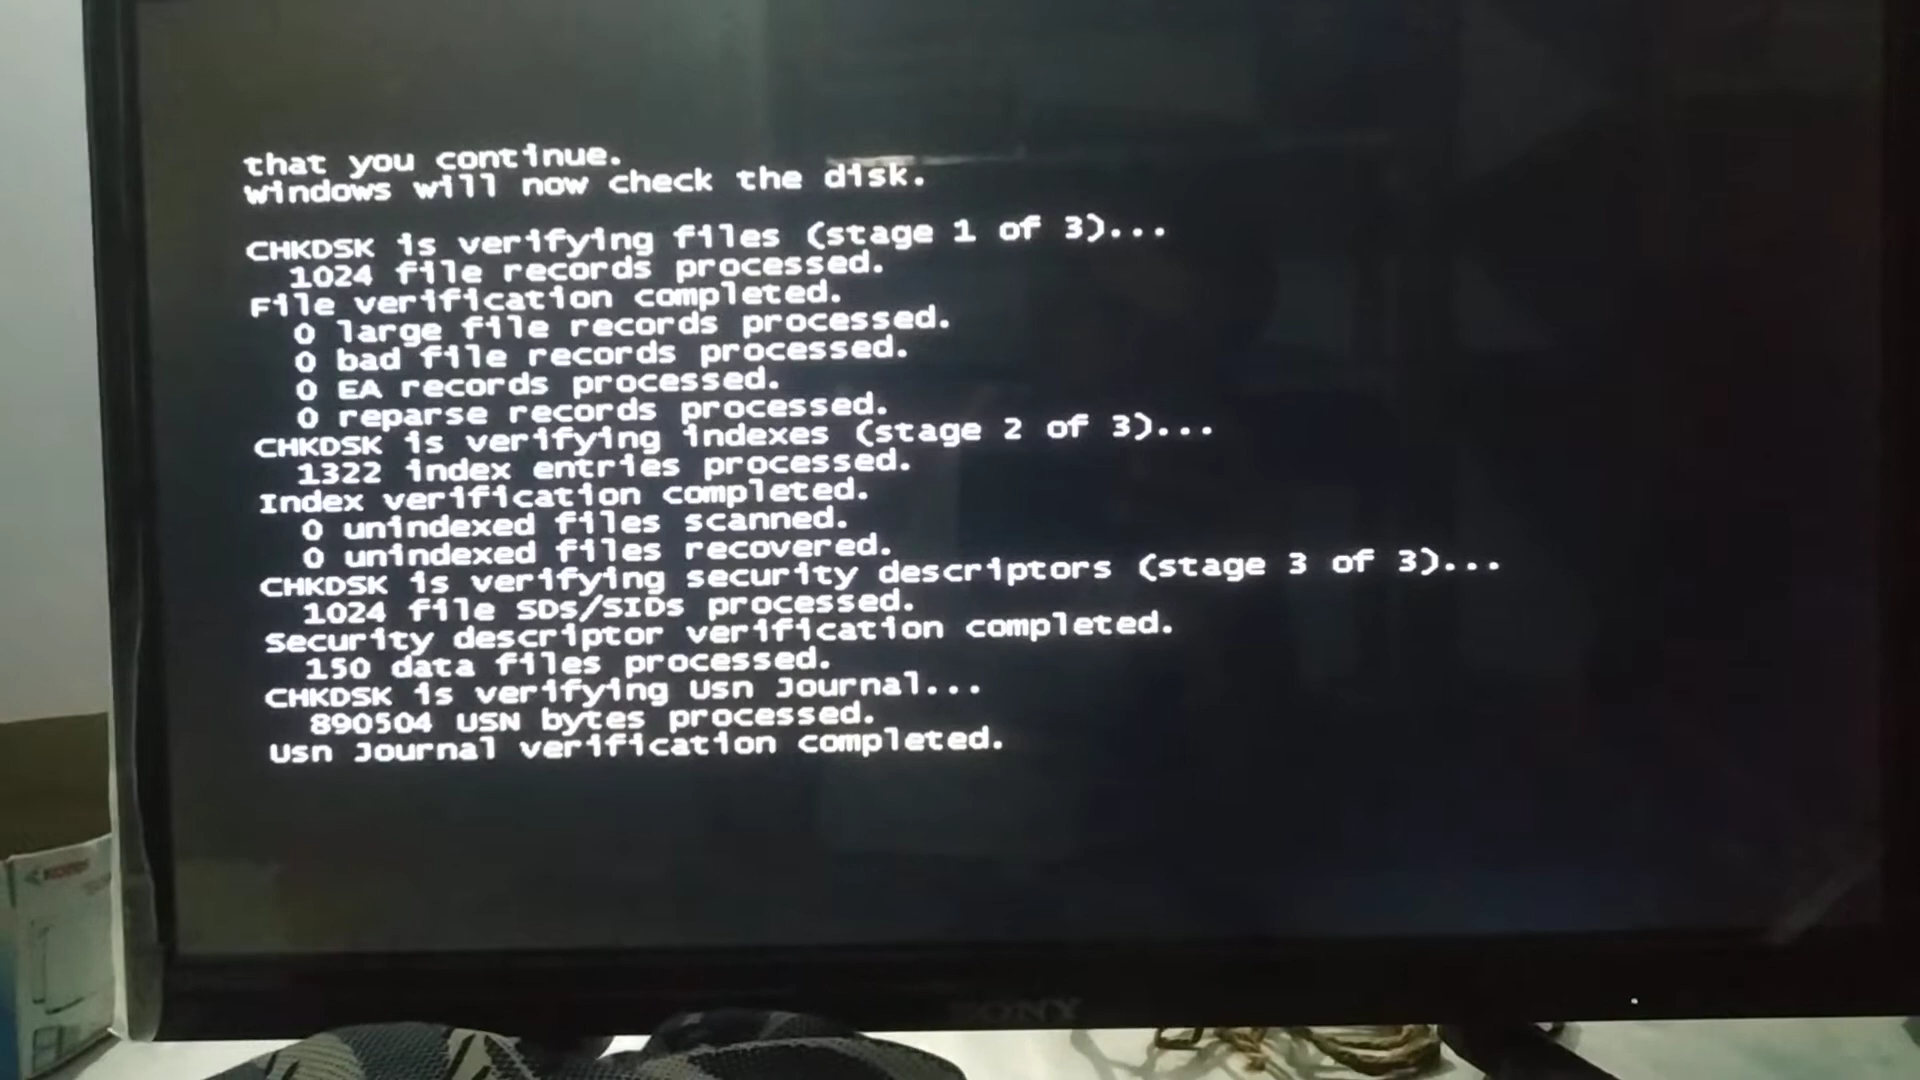 that you continue.
Windows will now check the disk.
CHKDSK is verifying files (stage 1 of 3)...
1024 file records processed.
File verification completed.
0 large file records processed.
0 bad file records processed.
0 EA records processed.
0 reparse records processed.
CHKDSK is verifying indexes (stage 2 of 3)...
1322 index entries processed.
Index verification completed.
0 unindexed files scanned.
0 unindexed files recovered.
CHKDSK is verifying security descriptors (stage 3 of 3)...
1024 file SDs/SIDs processed.
Security descriptor verification completed.
150 data files processed.
CHKDSK is verifying Usn Journal...
890504 USN bytes processed.
Usn Journal verification completed.
SONY